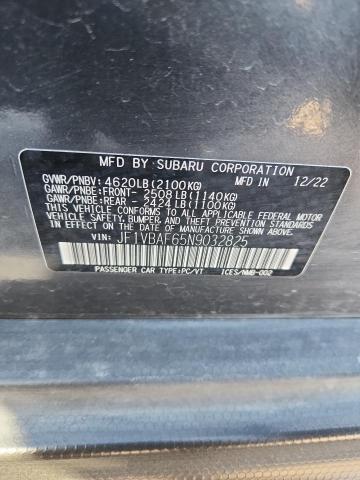 MFD BY SUBARU CORPORATION
GVWR/PNBV: 4620LB(2100KG) MFD IN 12/22
GAWR/PNBE:FRONT- 2508LB(1140KG)
GAWR/PNBE:REAR - 2424LB(1100KG)
THIS VEHICLE CONFORMS TO ALL APPLICABLE FEDERAL MOTOR
VEHICLE SAFETY, BUMPER, AND THEFT PREVENTION STANDARDS
IN EFFECT ON THE DATE OF MANUFACTURE SHOWN ABOVE.
VIN: JF1VBAF65N9032825
PASSENGER CAR TYPE:PC/VT ICES/NMB-002